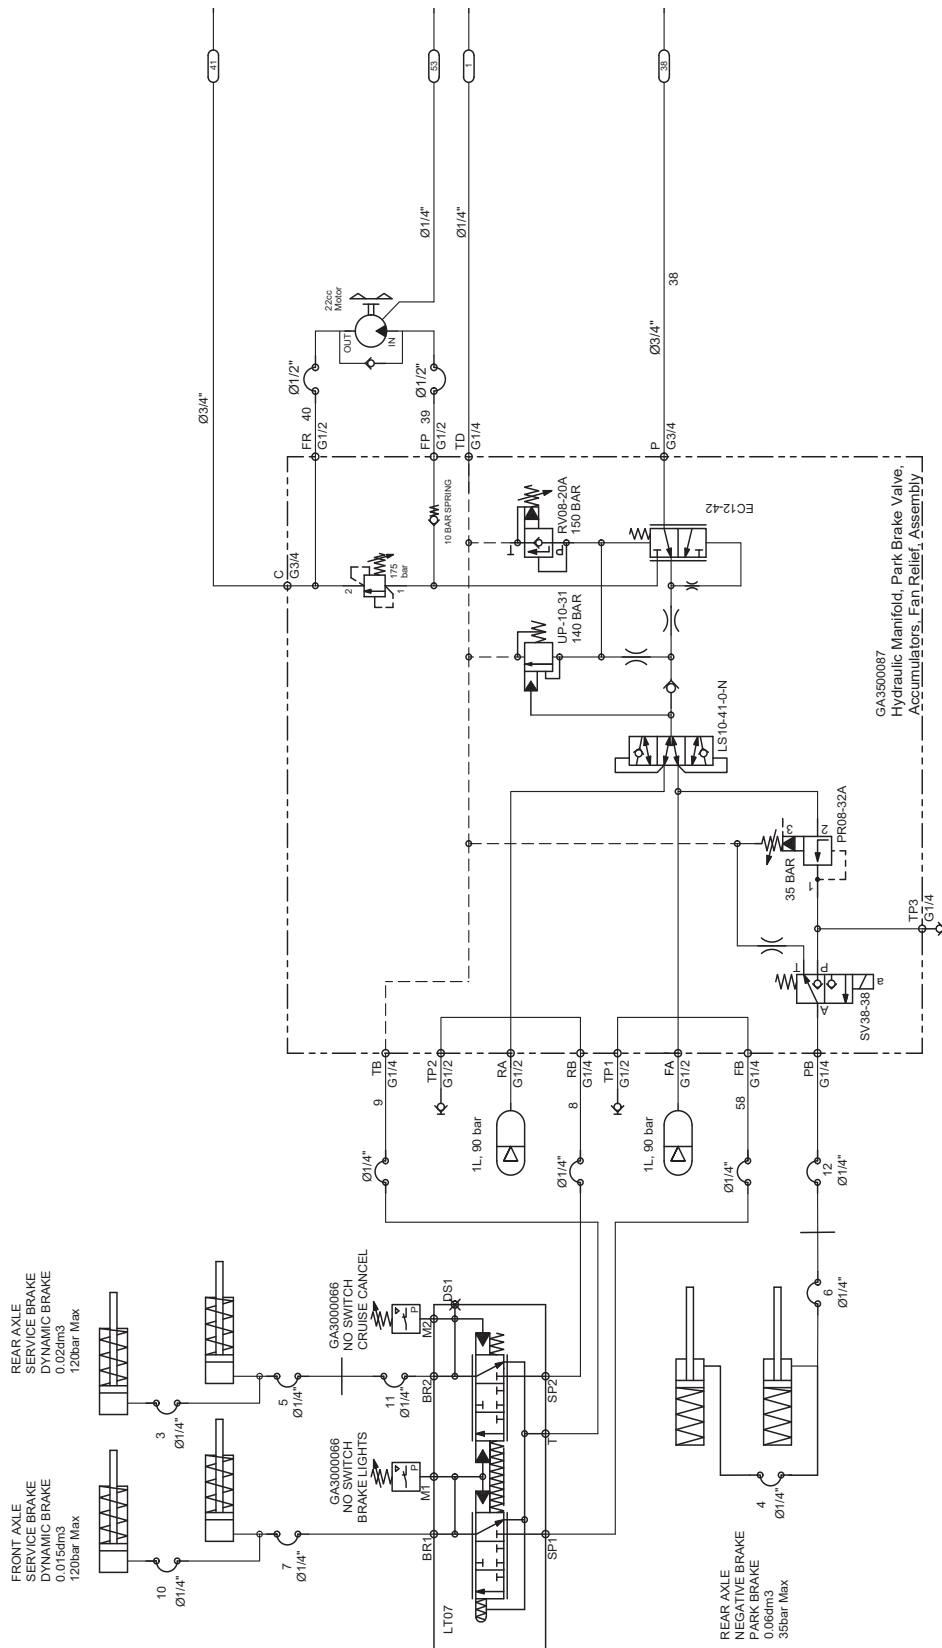 41
53
1
38
Ø3/4"
Ø1/4"
Ø1/4"
Ø3/4"
38
22cc
Motor
OUT
IN
Ø1/2"
Ø1/2"
FR
40
G1/2
FP
39
G1/2
TD
G1/4
P
G3/4
C
G3/4
2
175
bar
1
10 BAR SPRING
T
P
RV08-20A
150 BAR
EC12-42
UP-10-31
140 BAR
LS10-41-0-N
GA3500087
Hydraulic Manifold, Park Brake Valve,
Accumulators, Fan Relief, Assembly
35 BAR
3
2
1
PR08-32A
TP3
G1/4
T
P
A
a
SV38-38
TB
G1/4
9
TP2
G1/2
RA
G1/2
RB
G1/4
8
TP1
G1/2
FA
G1/2
FB
G1/4
58
PB
G1/4
Ø1/4"
1L, 90 bar
Ø1/4"
1L, 90 bar
Ø1/4"
12
Ø1/4"
6
Ø1/4"
REAR AXLE
SERVICE BRAKE
DYNAMIC BRAKE
0.02dm3
120bar Max
3
Ø1/4"
5
Ø1/4"
11
Ø1/4"
GA3000066
NO SWITCH
CRUISE CANCEL
P
M2
DS1
BR2
SP2
T
FRONT AXLE
SERVICE BRAKE
DYNAMIC BRAKE
0.015dm3
120bar Max
10
Ø1/4"
7
Ø1/4"
GA3000066
NO SWITCH
BRAKE LIGHTS
P
M1
BR1
SP1
LT07
4
Ø1/4"
REAR AXLE
NEGATIVE BRAKE
PARK BRAKE
0.06dm3
35bar Max